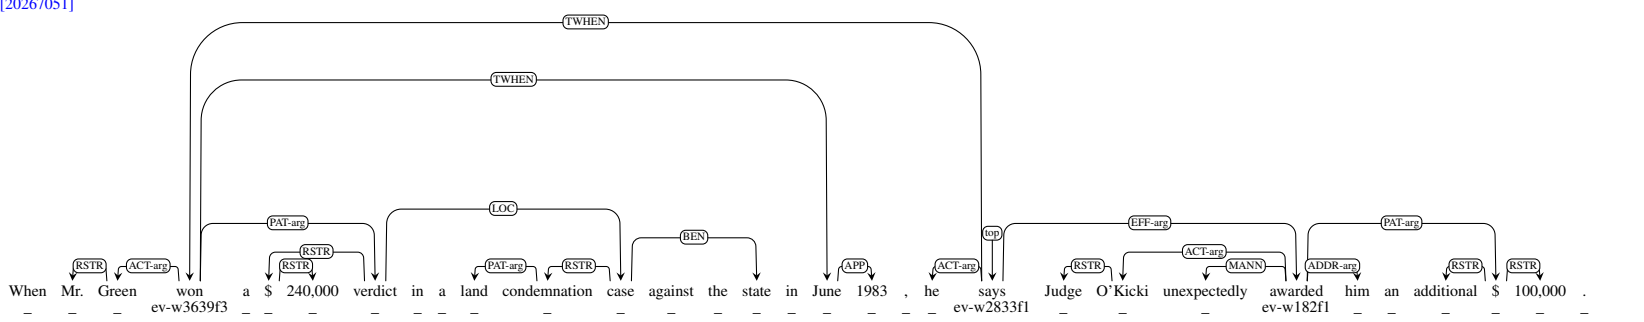 [20267051]
TWHEN
TWHEN
LOC
PAT-arg EFF-arg PAT-arg
BEN top
RSTR ACT-arg
RSTR ACT-arg RSTR PAT-arg RSTR APP ACT-arg RSTR MANN ADDR-arg RSTR RSTR
When Mr. Green won a $ 240,000 verdict in a land condemnation case against the state in June 1983 , he says Judge O'Kicki unexpectedly awarded him an additional $ 100,000 .
_ _ _ ev-w3639f3 _ _ _ _ _ _ _ _ _ _ _ _ _ _ _ _ _ ev-w2833f1 _ _ _ ev-w182f1 _ _ _ _ _ _